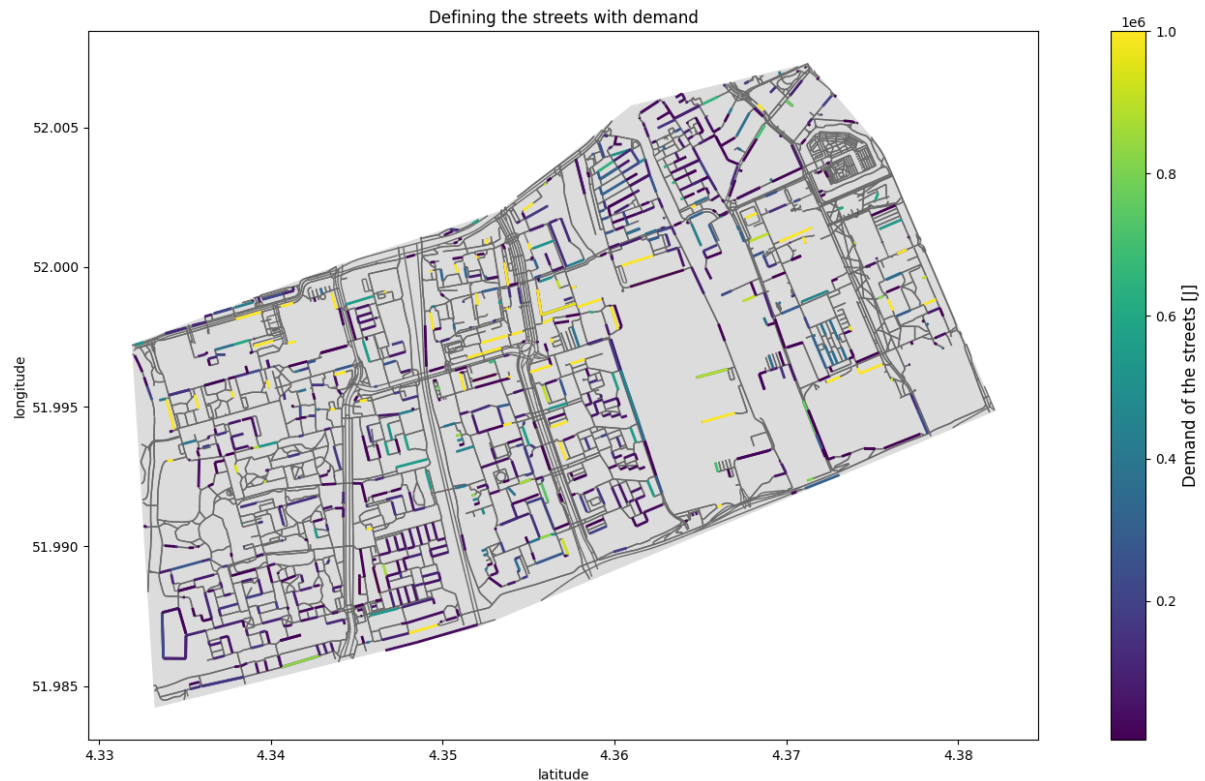 Defining the streets with demand
1e6
1.0
0.8
0.6
0.4
0.2
Demand of the streets [J]
52.005
52.000
51.995
51.990
51.985
longitude
4.33 4.34 4.35 4.36 4.37 4.38
latitude